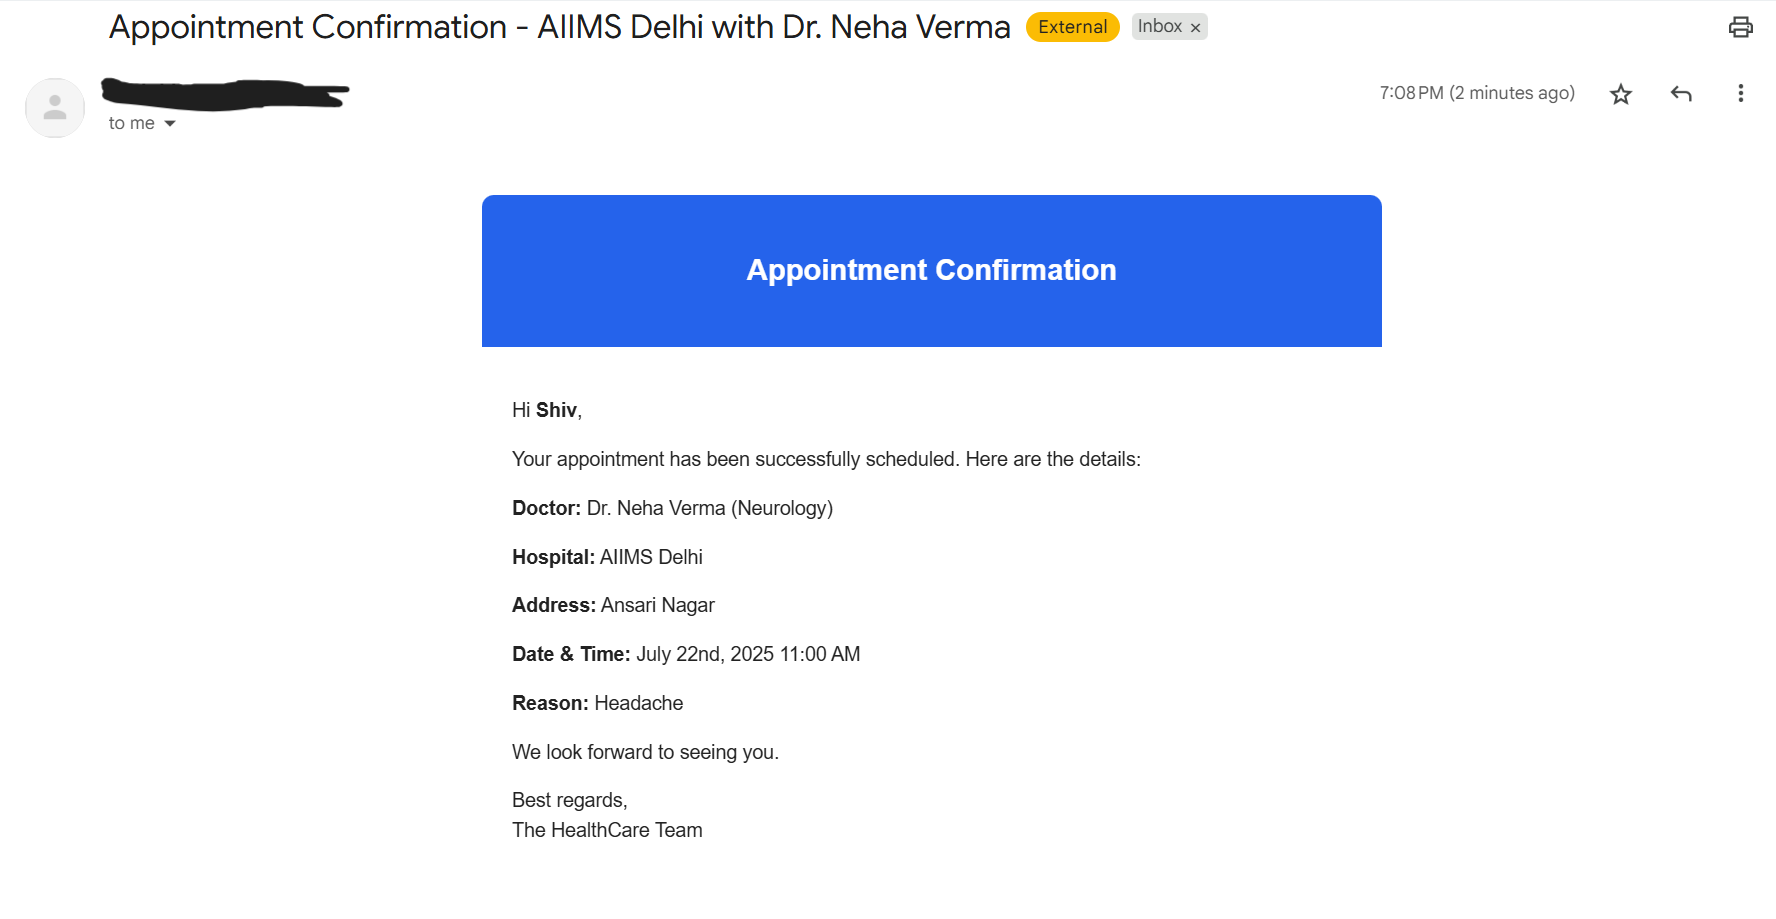 Appointment Confirmation - AIIMS Delhi with Dr. Neha Verma External Inbox ×
7:08 PM (2 minutes ago)
to me
Appointment Confirmation
Hi Shiv,
Your appointment has been successfully scheduled. Here are the details:
Doctor: Dr. Neha Verma (Neurology)
Hospital: AIIMS Delhi
Address: Ansari Nagar
Date & Time: July 22nd, 2025 11:00 AM
Reason: Headache
We look forward to seeing you.
Best regards,
The HealthCare Team